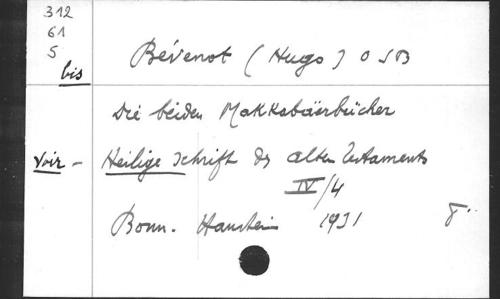 312
61
5
bis
Bévenot (Hugo) OSB
Die beiden Makkabäerbücher
Voir - Heilige Schrift des alten Testaments
IV/4
Bonn. Hanstein 1931 8°.